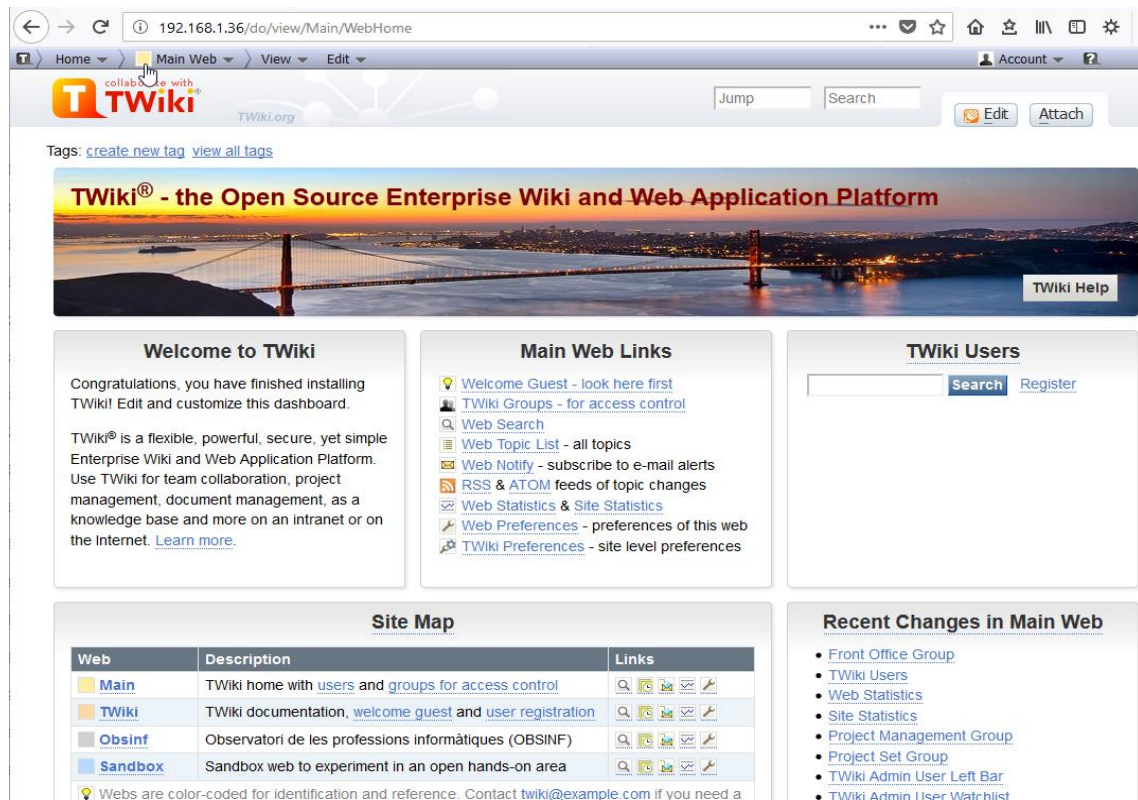 192.168.1.36/do/view/Main/WebHome
Home Main Web View Edit Account
collaborate with
TWiki®
TWiki.org
Jump Search Edit Attach
Tags: create new tag view all tags
TWiki® - the Open Source Enterprise Wiki and Web Application Platform
TWiki Help
Welcome to TWiki
Congratulations, you have finished installing
TWiki! Edit and customize this dashboard.
TWiki® is a flexible, powerful, secure, yet simple
Enterprise Wiki and Web Application Platform.
Use TWiki for team collaboration, project
management, document management, as a
knowledge base and more on an intranet or on
the Internet. Learn more.
Main Web Links
Welcome Guest - look here first
TWiki Groups - for access control
Web Search
Web Topic List - all topics
Web Notify - subscribe to e-mail alerts
RSS & ATOM feeds of topic changes
Web Statistics & Site Statistics
Web Preferences - preferences of this web
TWiki Preferences - site level preferences
TWiki Users
Search Register
Site Map
Web Description Links
Main TWiki home with users and groups for access control
TWiki TWiki documentation, welcome guest and user registration
Obsinf Observatori de les professions informàtiques (OBSINF)
Sandbox Sandbox web to experiment in an open hands-on area
Webs are color-coded for identification and reference. Contact twiki@example.com if you need a
Recent Changes in Main Web
Front Office Group
TWiki Users
Web Statistics
Site Statistics
Project Management Group
Project Set Group
TWiki Admin User Left Bar
TWiki Admin User Watchlist